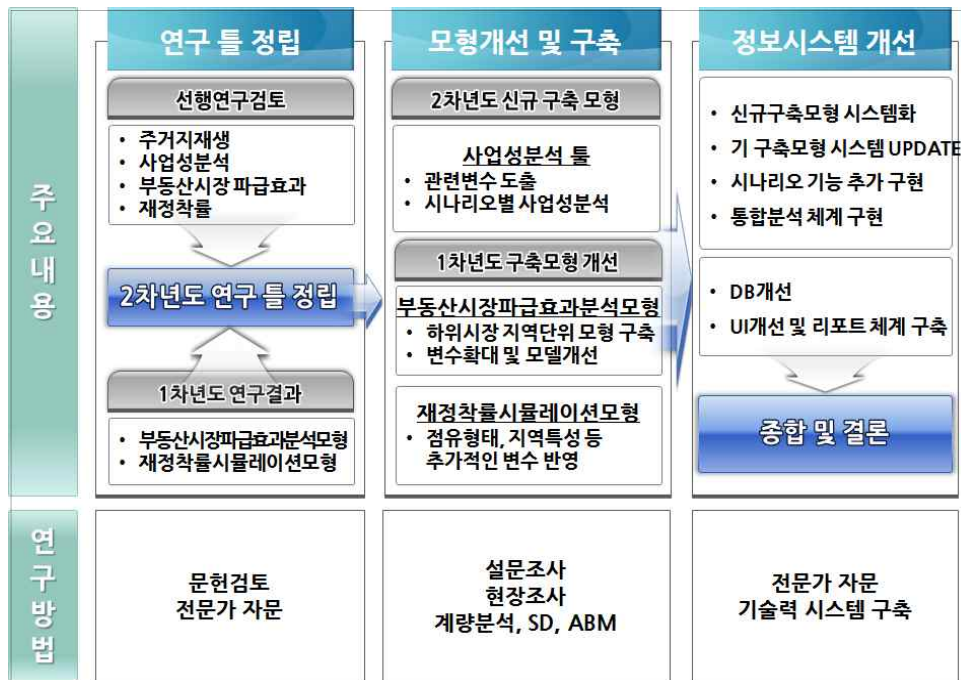 주요내용
연구 틀 정립
선행연구검토
• 주거지재생
• 사업성분석
• 부동산시장 파급효과
• 재정착률
2차년도 연구 틀 정립
1차년도 연구결과
• 부동산시장파급효과분석모형
• 재정착률시뮬레이션모형
모형개선 및 구축
2차년도 신규 구축 모형
사업성분석 툴
• 관련변수 도출
• 시나리오별 사업성분석
1차년도 구축모형 개선
부동산시장파급효과분석모형
• 하위시장 지역단위 모형 구축
• 변수확대 및 모델개선
재정착률시뮬레이션모형
• 점유형태, 지역특성 등
추가적인 변수 반영
정보시스템 개선
• 신규구축모형 시스템화
• 기 구축모형 시스템 UPDATE
• 시나리오 기능 추가 구현
• 통합분석 체계 구현
• DB개선
• UI개선 및 리포트 체계 구축
종합 및 결론
연구방법
문헌검토
전문가 자문
설문조사
현장조사
계량분석, SD, ABM
전문가 자문
기술력 시스템 구축